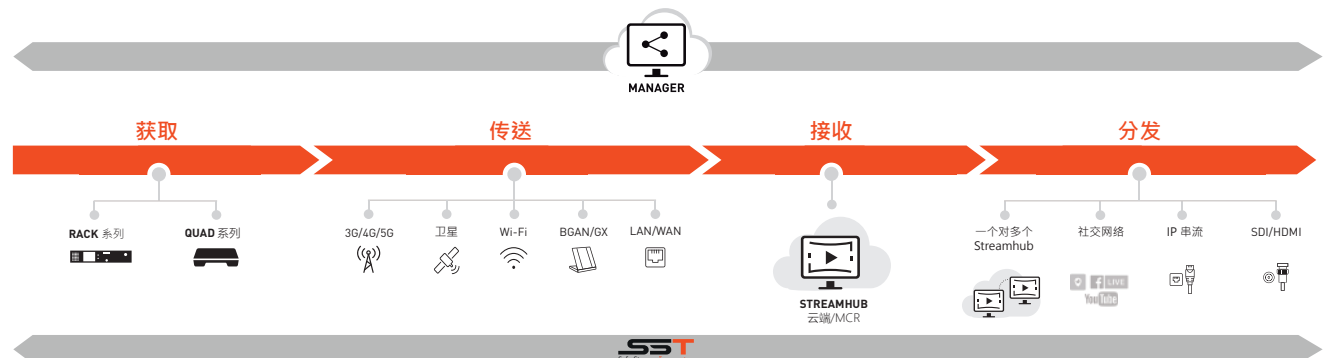 MANAGER
获取
传送
接收
分发
RACK 系列
QUAD 系列
3G/4G/5G
卫星
Wi-Fi
BGAN/GX
LAN/WAN
STREAMHUB
云端/MCR
一个对多个
Streamhub
社交网络
IP 串流
SDI/HDMI
LIVE
YouTube
SST